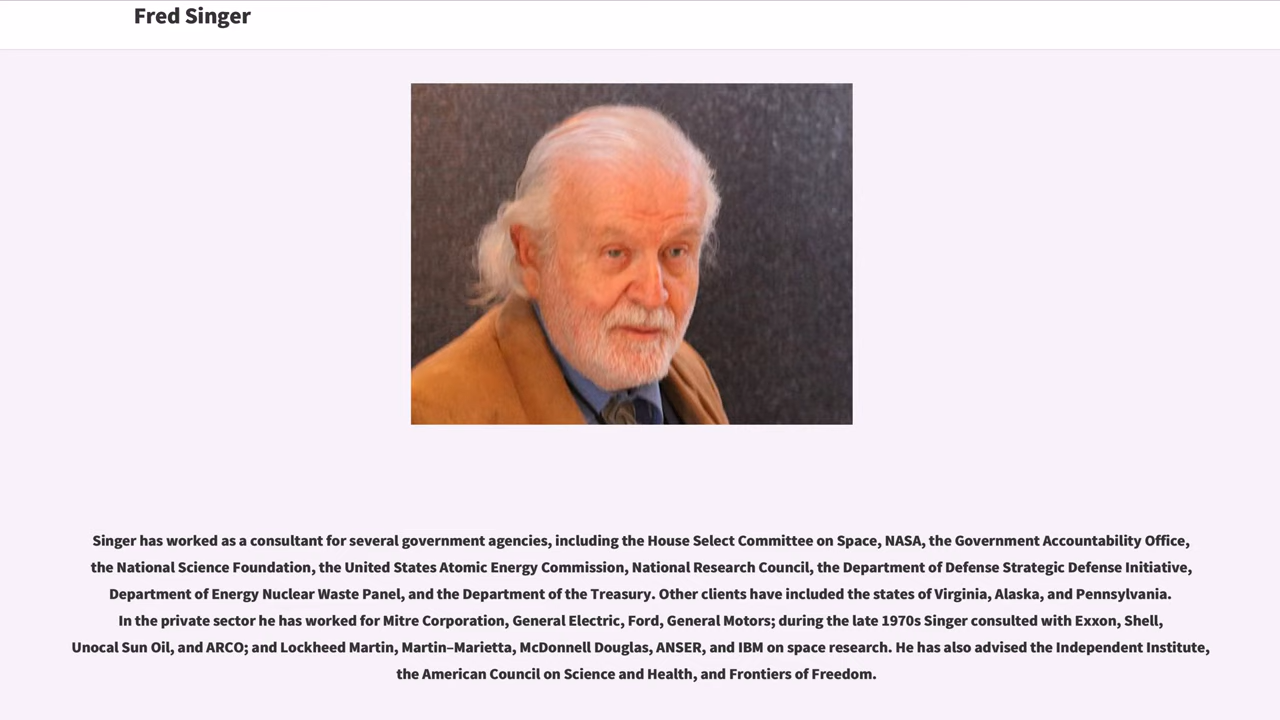 Fred Singer
Singer has worked as a consultant for several government agencies, including the House Select Committee on Space, NASA, the Government Accountability Office,
the National Science Foundation, the United States Atomic Energy Commission, National Research Council, the Department of Defense Strategic Defense Initiative,
Department of Energy Nuclear Waste Panel, and the Department of the Treasury. Other clients have included the states of Virginia, Alaska, and Pennsylvania.
In the private sector he has worked for Mitre Corporation, General Electric, Ford, General Motors; during the late 1970s Singer consulted with Exxon, Shell,
Unocal Sun Oil, and ARCO; and Lockheed Martin, Martin–Marietta, McDonnell Douglas, ANSER, and IBM on space research. He has also advised the Independent Institute,
the American Council on Science and Health, and Frontiers of Freedom.